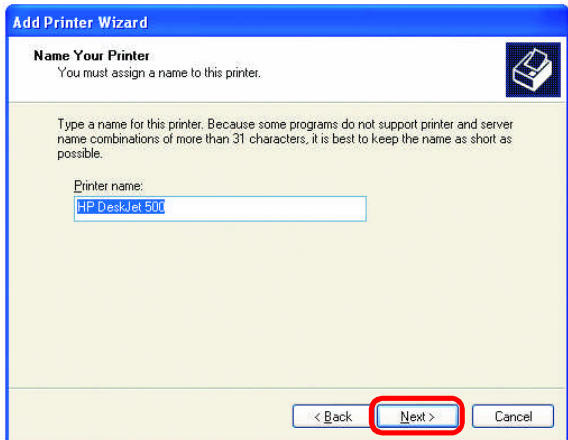 Add Printer Wizard
Name Your Printer
You must assign a name to this printer.
Type a name for this printer. Because some programs do not support printer and server
name combinations of more than 31 characters, it is best to keep the name as short as
possible.
Printer name:
HP DeskJet 500
< Back
Next >
Cancel